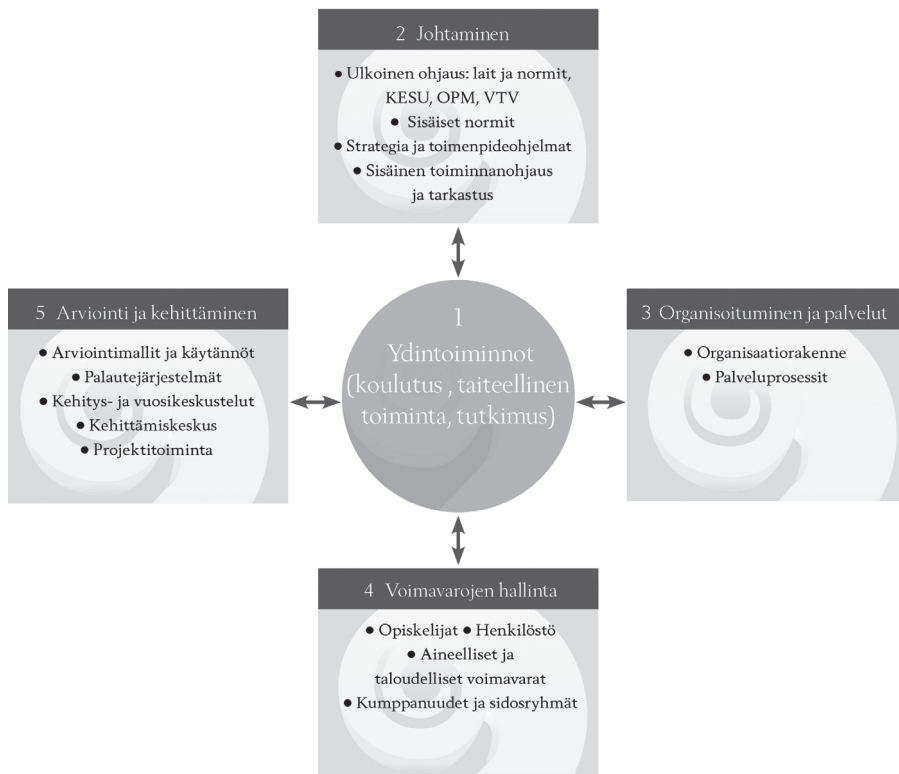 2 Johtaminen
● Ulkoinen ohjaus: lait ja normit,
KESU, OPM, VTV
● Sisäiset normit
● Strategia ja toimenpideohjelmat
● Sisäinen toiminnanohjaus
ja tarkastus
5 Arviointi ja kehittäminen
● Arviointimallit ja käytännöt
● Palautejärjestelmät
● Kehitys- ja vuosikeskustelut
● Kehittämiskeskus
● Projektitoiminta
1
Ydintoiminnot
(koulutus , taiteellinen
toiminta, tutkimus)
3 Organisoituminen ja palvelut
● Organisaatiorakenne
● Palveluprosessit
4 Voimavarojen hallinta
● Opiskelijat ● Henkilöstö
● Aineelliset ja
taloudelliset voimavarat
● Kumppanuudet ja sidosryhmät